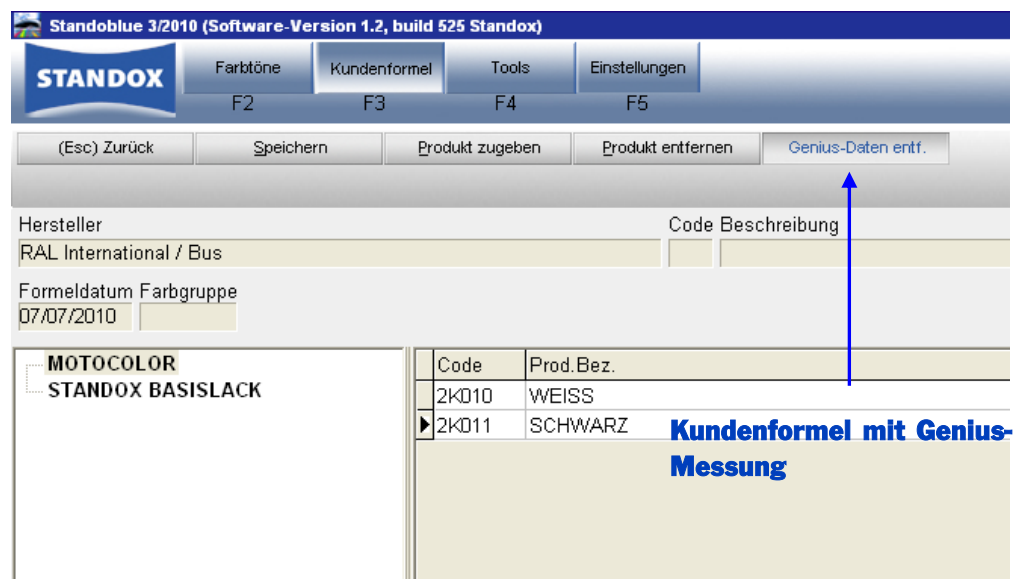 Standoblue 3/2010 (Software-Version 1.2, build 525 Standox)
STANDOX
Farbtöne Kundenformel Tools Einstellungen
F2 F3 F4 F5
(Esc) Zurück Speichern Produkt zugeben Produkt entfernen Genius-Daten entf.
Hersteller Code Beschreibung
RAL International / Bus
Formeldatum Farbgruppe
07/07/2010
MOTOCOLOR
STANDOX BASISLACK
Code Prod.Bez.
2K010 WEISS
2K011 SCHWARZ
Kundenformel mit Genius-
Messung